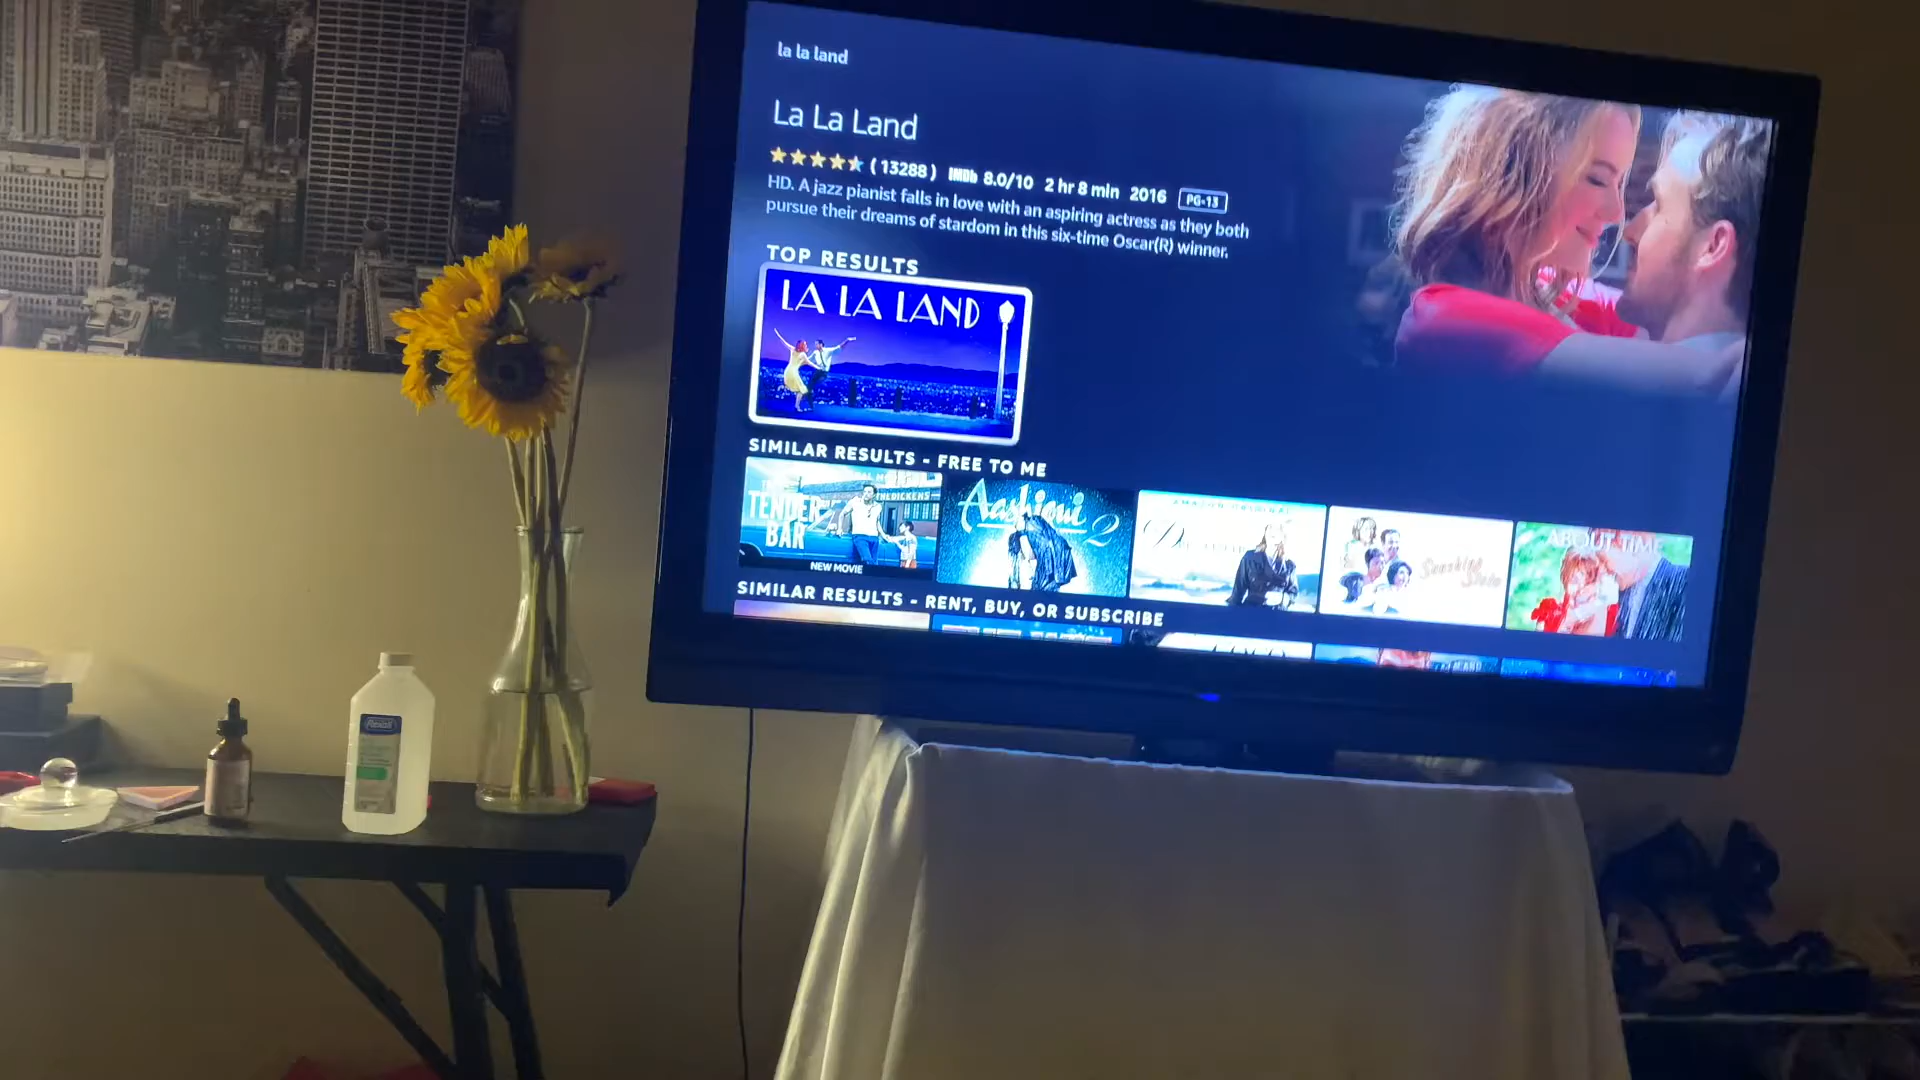 la la land
La La Land
(13288) IMDb 8.0/10 2 hr 8 min 2016 PG-13
HD. A jazz pianist falls in love with an aspiring actress as they both
pursue their dreams of stardom in this six-time Oscar(R) winner.
TOP RESULTS
LA LA LAND
SIMILAR RESULTS - FREE TO ME
TENDER
BAR
THE DICKENS
NEW MOVIE
Aashiqui 2
ABOUT TIME
SIMILAR RESULTS - RENT, BUY, OR SUBSCRIBE
Rexall